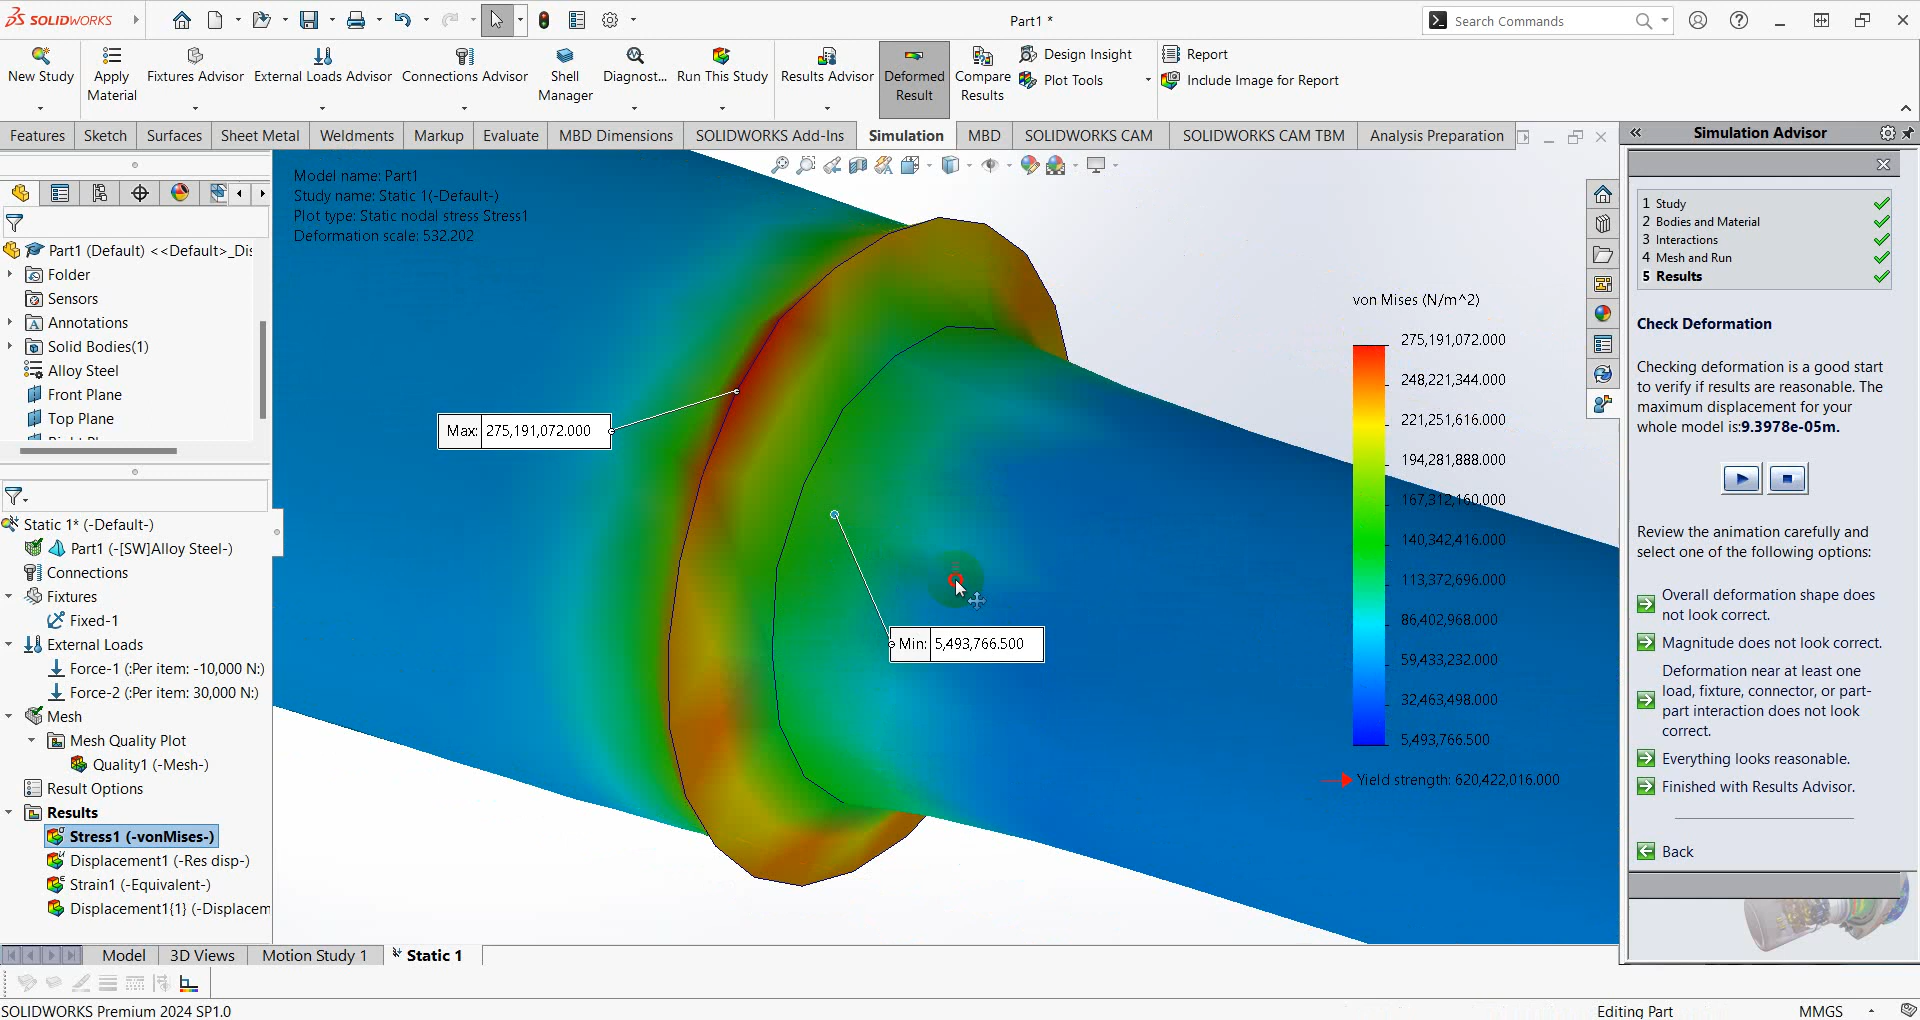 SOLIDWORKS
Part1 *
Search Commands
New Study
Apply Material
Fixtures Advisor
External Loads Advisor
Connections Advisor
Shell Manager
Diagnost...
Run This Study
Results Advisor
Deformed Result
Compare Results
Design Insight
Plot Tools
Report
Include Image for Report
Features
Sketch
Surfaces
Sheet Metal
Weldments
Markup
Evaluate
MBD Dimensions
SOLIDWORKS Add-Ins
Simulation
MBD
SOLIDWORKS CAM
SOLIDWORKS CAM TBM
Analysis Preparation
Part1 (Default) <<Default>_Dis
Folder
Sensors
Annotations
Solid Bodies(1)
Alloy Steel
Front Plane
Top Plane
Static 1* (-Default-)
Part1 (-[SW]Alloy Steel-)
Connections
Fixtures
Fixed-1
External Loads
Force-1 (:Per item: -10,000 N:)
Force-2 (:Per item: 30,000 N:)
Mesh
Mesh Quality Plot
Quality1 (-Mesh-)
Result Options
Results
Stress1 (-vonMises-)
Displacement1 (-Res disp-)
Strain1 (-Equivalent-)
Displacement1{1} (-Displacem
Model name: Part1
Study name: Static 1(-Default-)
Plot type: Static nodal stress Stress1
Deformation scale: 532.202
Max: 275,191,072.000
Min: 5,493,766.500
von Mises (N/m^2)
275,191,072.000
248,221,344.000
221,251,616.000
194,281,888.000
167,312,160.000
140,342,416.000
113,372,696.000
86,402,968.000
59,433,232.000
32,463,498.000
5,493,766.500
Yield strength: 620,422,016.000
Simulation Advisor
1 Study
2 Bodies and Material
3 Interactions
4 Mesh and Run
5 Results
Check Deformation
Checking deformation is a good start
to verify if results are reasonable. The
maximum displacement for your
whole model is:9.3978e-05m.
Review the animation carefully and
select one of the following options:
Overall deformation shape does
not look correct.
Magnitude does not look correct.
Deformation near at least one
load, fixture, connector, or part-
part interaction does not look
correct.
Everything looks reasonable.
Finished with Results Advisor.
Back
Model
3D Views
Motion Study 1
Static 1
SOLIDWORKS Premium 2024 SP1.0
Editing Part
MMGS